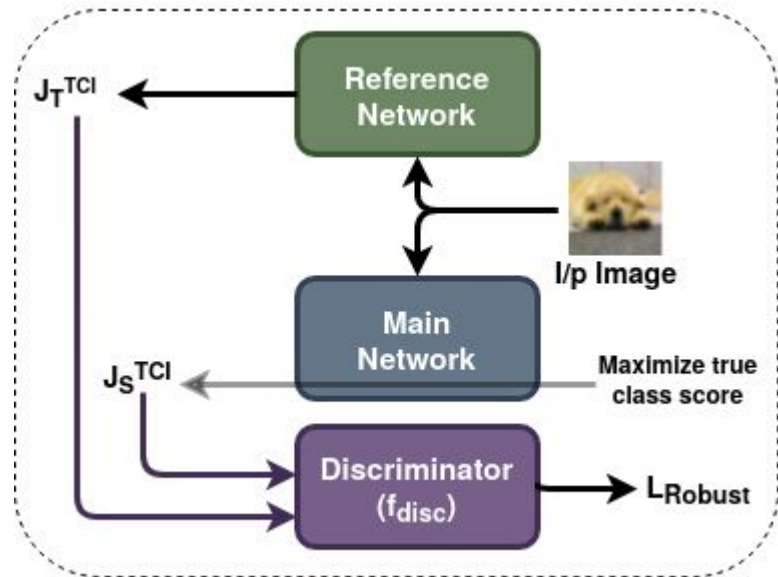 Reference
Network
J_T^TCI
I/p Image
Main
Network
J_S^TCI
Maximize true
class score
Discriminator
(f_disc)
L_Robust